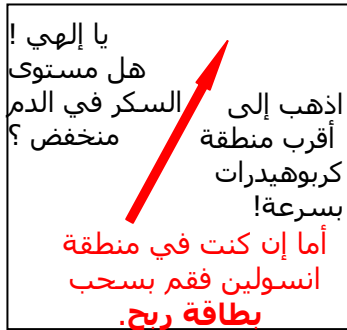 يا إلهي !
هل مستوى
السكر في الدم
منخفض ؟
اذهب إلى
أقرب منطقة
كربوهيدرات
بسرعة!
أما إن كنت في منطقة
انسولين فقم بسحب
بطاقة ربح.